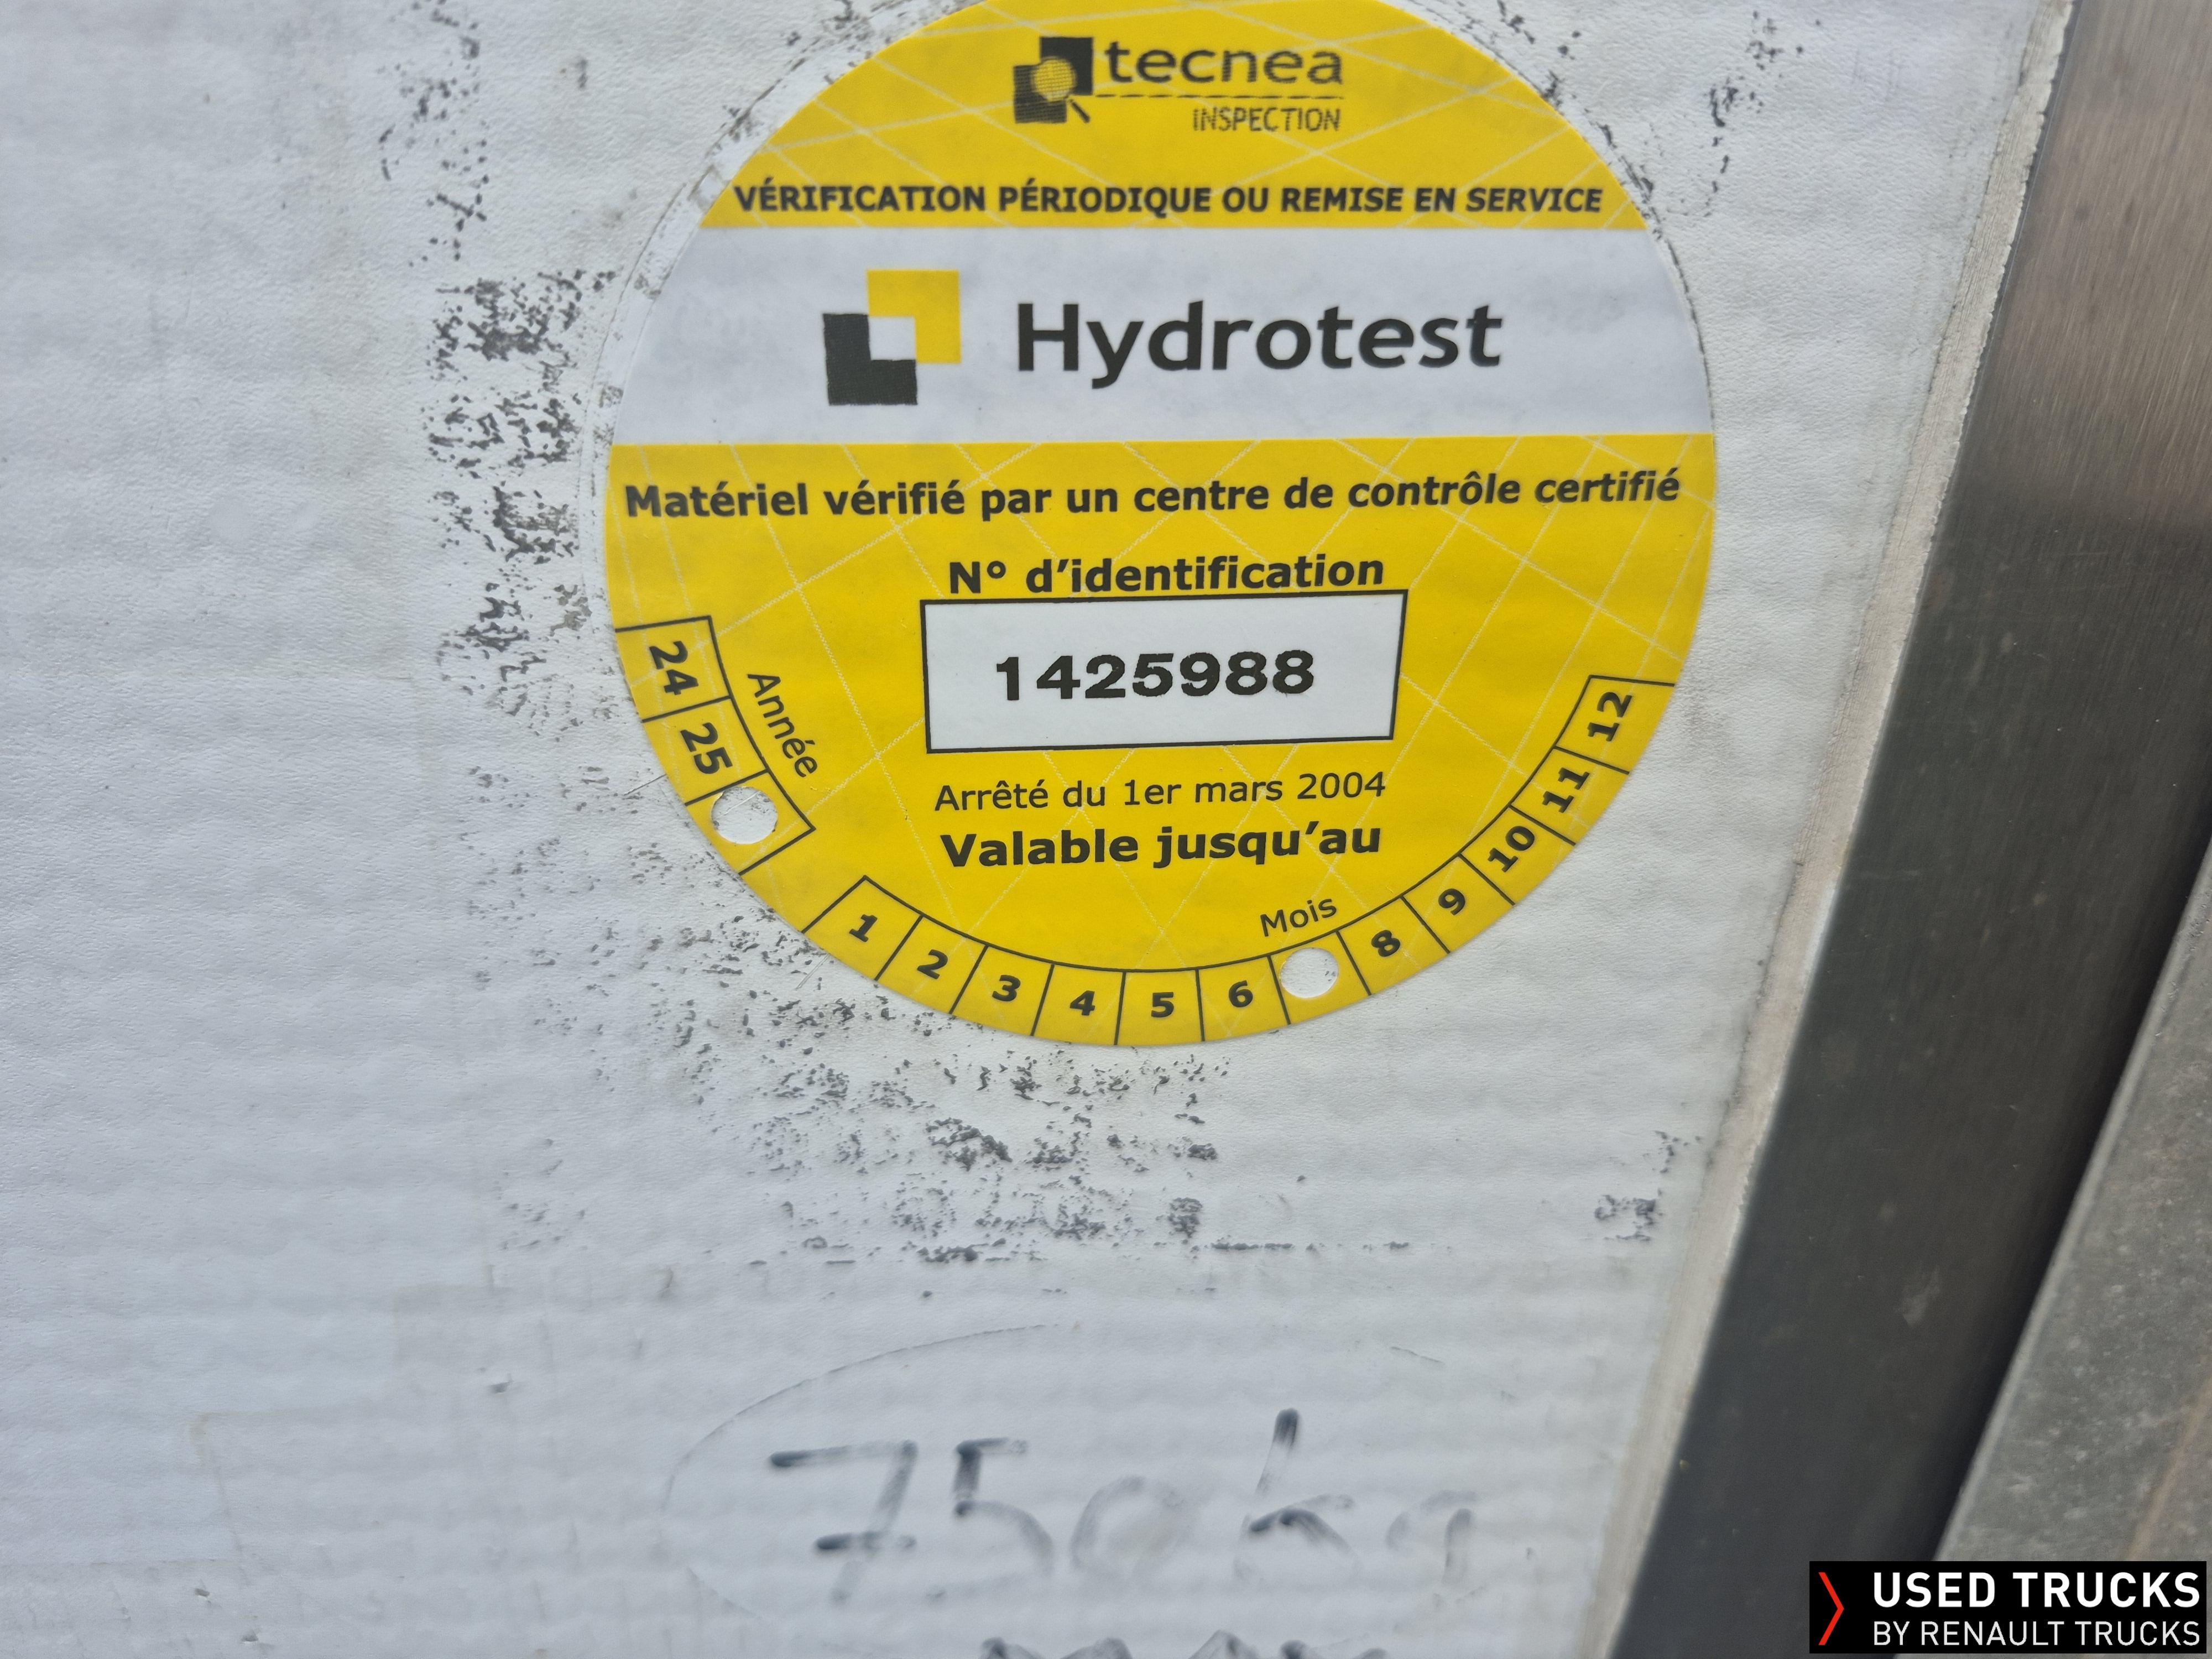 tecnea
INSPECTION
VÉRIFICATION PÉRIODIQUE OU REMISE EN SERVICE
Hydrotest
Matériel vérifié par un centre de contrôle certifié
N° d'identification
1425988
24
25
Année
Arrêté du 1er mars 2004
Valable jusqu'au
Mois
1 2 3 4 5 6 8 9 10 11 12
750 kg
USED TRUCKS
BY RENAULT TRUCKS